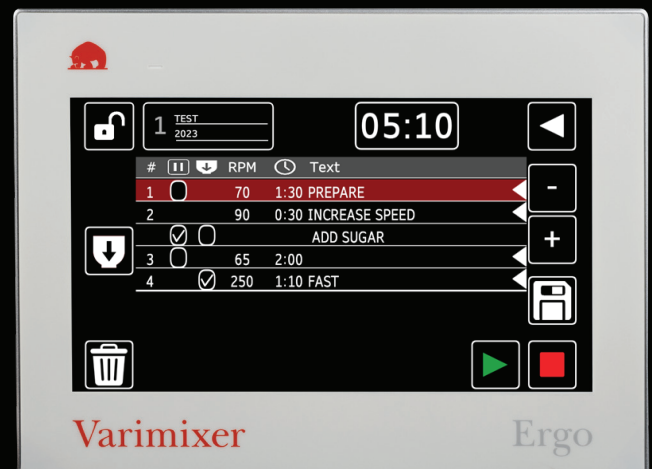 1 TEST
2023
05:10
# RPM Text
1 70 1:30 PREPARE
2 90 0:30 INCREASE SPEED
ADD SUGAR
3 65 2:00
4 250 1:10 FAST
-
+
Varimixer Ergo